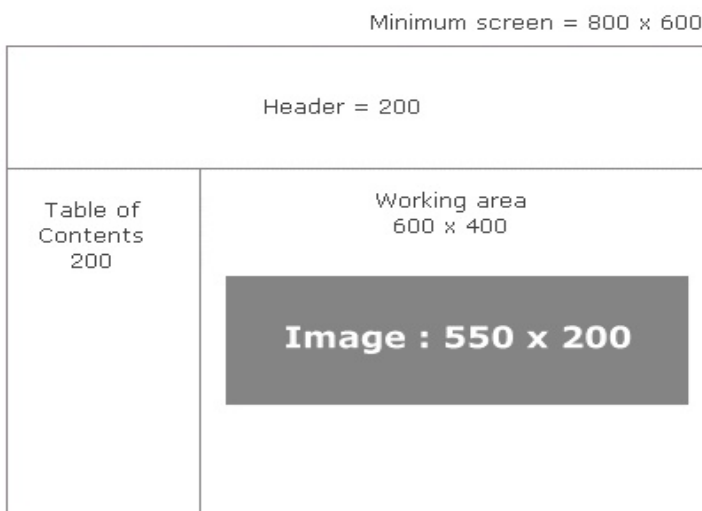 Minimum screen = 800 x 600
Header = 200
Table of
Contents
200
Working area
600 x 400
Image : 550 x 200